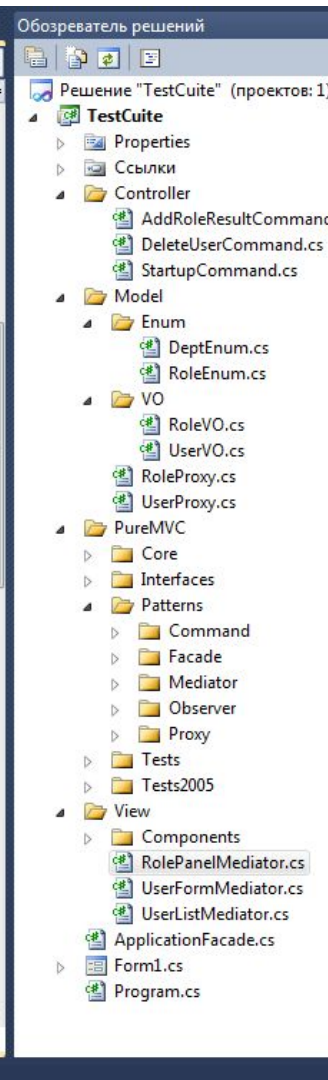 Обозреватель решений
Решение "TestCuite" (проектов: 1)
TestCuite
Properties
Ссылки
Controller
AddRoleResultCommand
DeleteUserCommand.cs
StartupCommand.cs
Model
Enum
DeptEnum.cs
RoleEnum.cs
VO
RoleVO.cs
UserVO.cs
RoleProxy.cs
UserProxy.cs
PureMVC
Core
Interfaces
Patterns
Command
Facade
Mediator
Observer
Proxy
Tests
Tests2005
View
Components
RolePanelMediator.cs
UserFormMediator.cs
UserListMediator.cs
ApplicationFacade.cs
Form1.cs
Program.cs